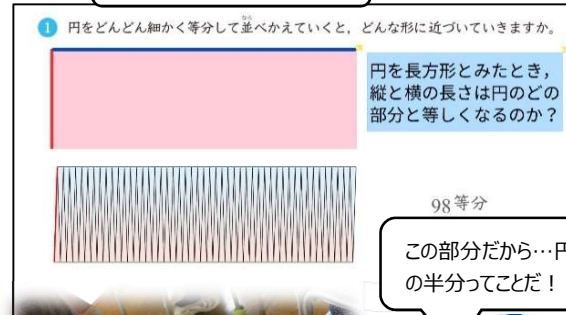 1 円をどんどん細かく等分して並べかえていくと，どんな形に近づいていきますか。
なら
円を長方形とみたとき，
縦と横の長さは円のどの
部分と等しくなるのか？
98等分
この部分だから…円
の半分ってことだ！